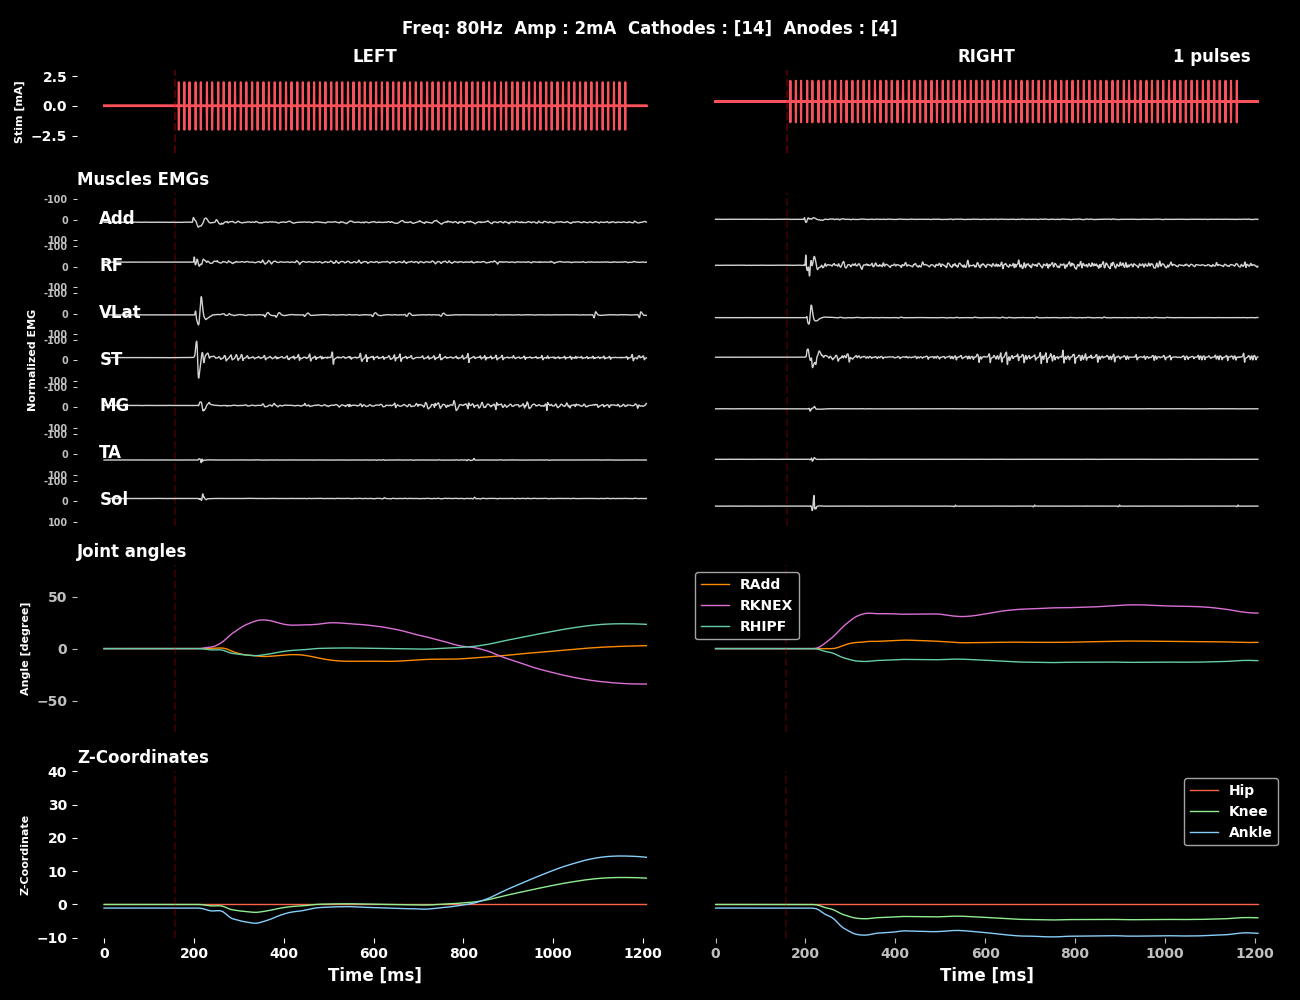 Freq: 80Hz  Amp : 2mA  Cathodes : [14]  Anodes : [4]
LEFT
RIGHT
1 pulses
Stim [mA]
2.5
0.0
−2.5
Muscles EMGs
Normalized EMG
-100
Add
0
100
-100
RF
0
100
-100
VLat
0
100
-100
ST
0
100
-100
MG
0
100
-100
TA
0
100
-100
Sol
0
100
Joint angles
Angle [degree]
50
0
−50
RAdd
RKNEX
RHIPF
Z-Coordinates
Z-Coordinate
40
30
20
10
0
−10
Hip
Knee
Ankle
0 200 400 600 800 1000 1200
0 200 400 600 800 1000 1200
Time [ms]
Time [ms]